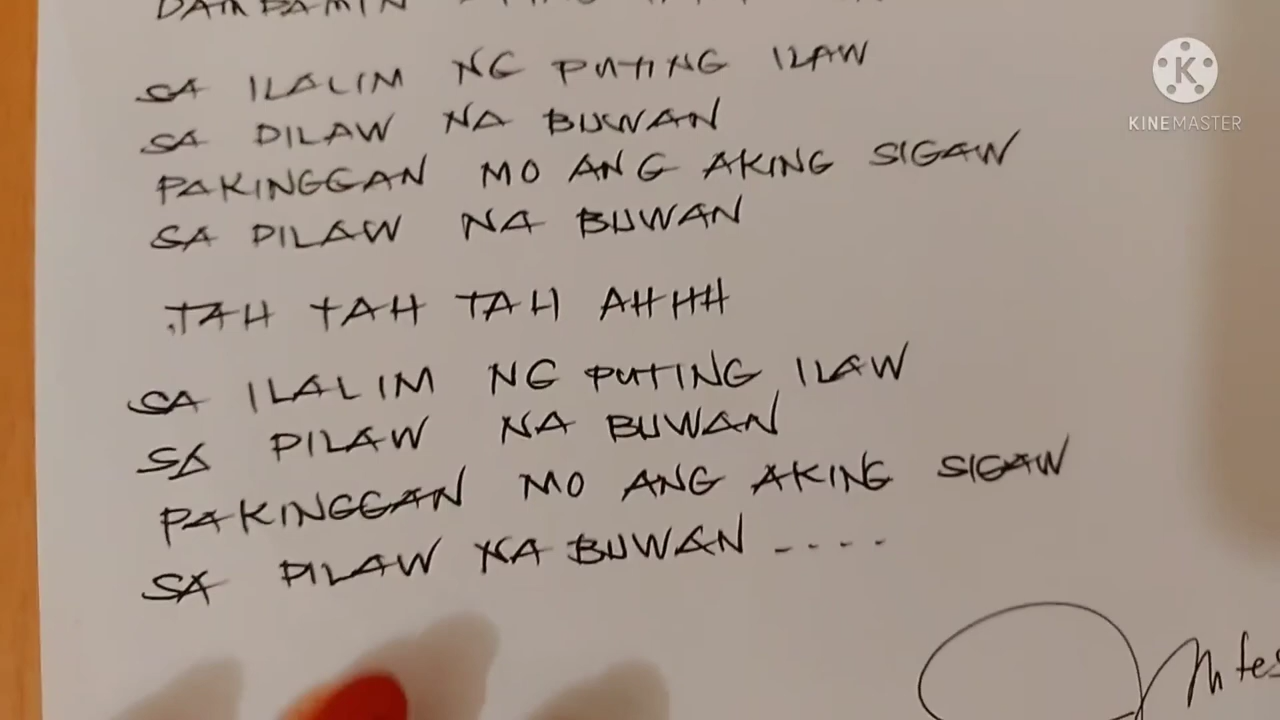 SA ILALIM NG PUTING ILAW
SA DILAW NA BUWAN
PAKINGGAN MO ANG AKING SIGAW
SA DILAW NA BUWAN
TAH TAH TAH AHHH
SA ILALIM NG PUTING ILAW
SA DILAW NA BUWAN
PAKINGGAN MO ANG AKING SIGAW
SA DILAW NA BUWAN ----
KINEMASTER